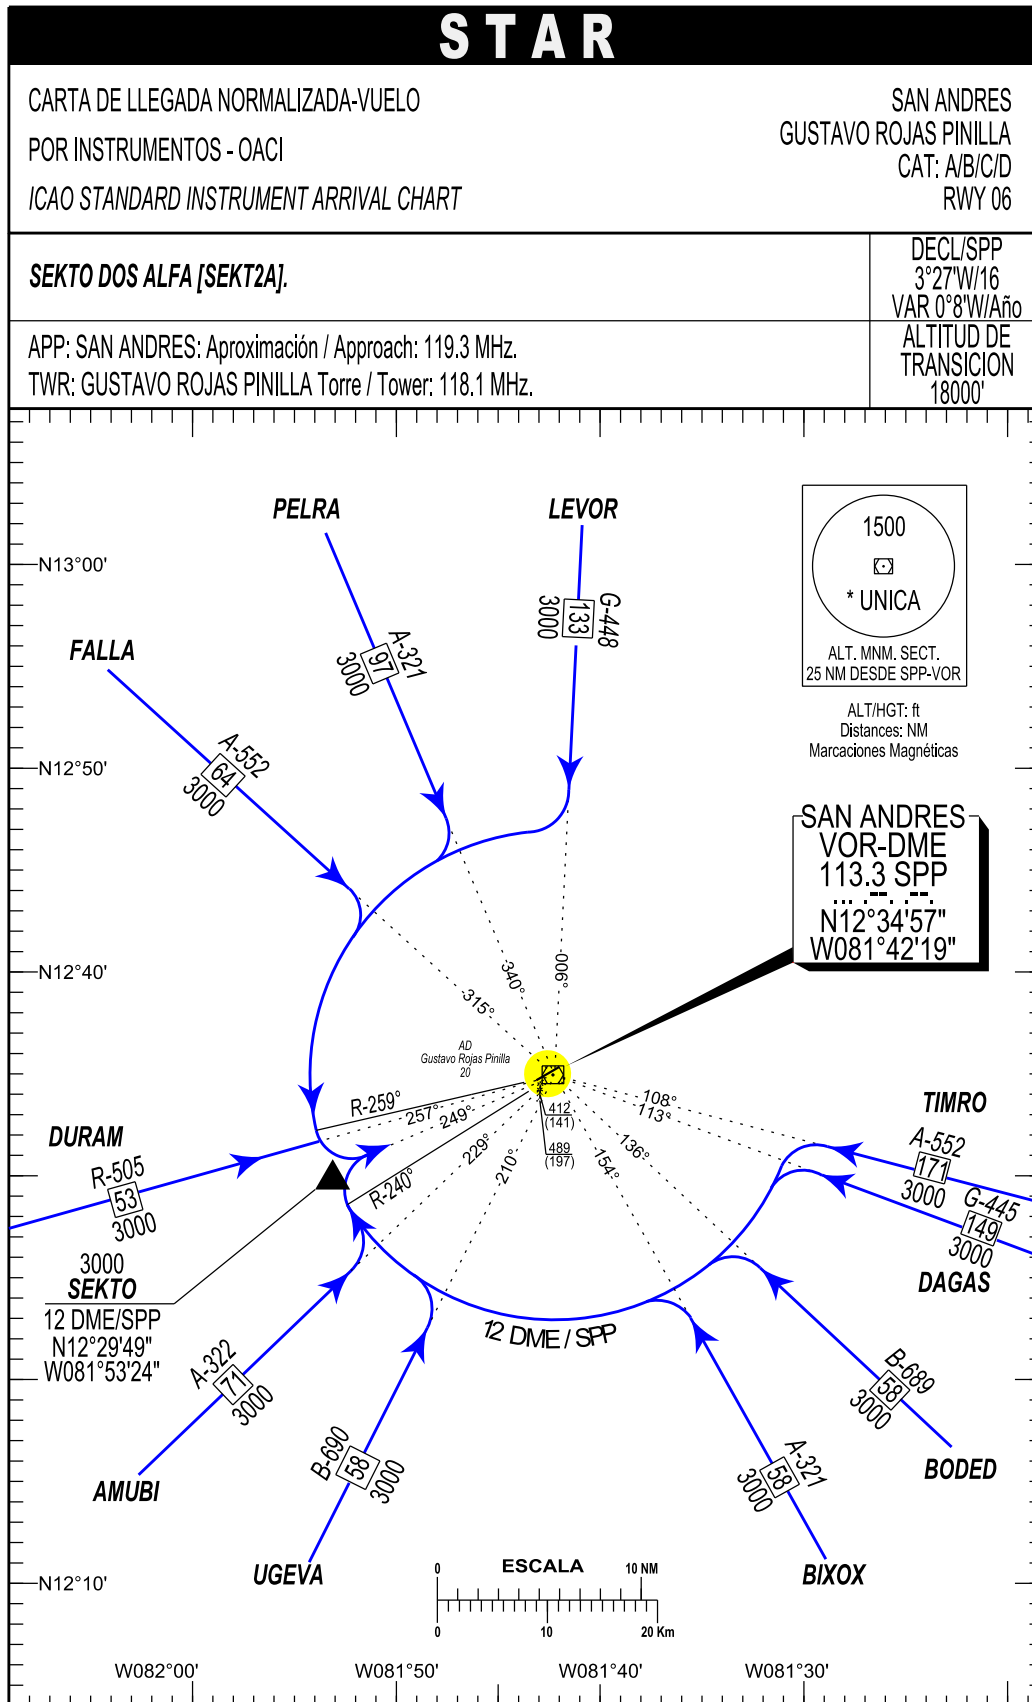 STAR
CARTA DE LLEGADA NORMALIZADA-VUELO
POR INSTRUMENTOS - OACI
ICAO STANDARD INSTRUMENT ARRIVAL CHART
SAN ANDRES
GUSTAVO ROJAS PINILLA
CAT: A/B/C/D
RWY 06
SEKTO DOS ALFA [SEKT2A].
DECL/SPP
3°27'W/16
VAR 0°8'W/Año
APP: SAN ANDRES: Aproximación / Approach: 119.3 MHz.
TWR: GUSTAVO ROJAS PINILLA Torre / Tower: 118.1 MHz.
ALTITUD DE
TRANSICION
18000'
PELRA
LEVOR
1500
* UNICA
ALT. MNM. SECT.
25 NM DESDE SPP-VOR
ALT/HGT: ft
Distances: NM
Marcaciones Magnéticas
N13°00'
G-448
133
3000
A-321
97
3000
FALLA
A-552
64
3000
N12°50'
SAN ANDRES
VOR-DME
113.3 SPP
N12°34'57"
W081°42'19"
N12°40'
340°
006°
315°
AD
Gustavo Rojas Pinilla
20
R-259°
257°
249°
229°
210°
R-240°
412
(141)
489
(197)
154°
136°
108°
113°
TIMRO
A-552
171
3000
G-445
149
3000
DAGAS
DURAM
R-505
53
3000
3000
SEKTO
12 DME/SPP
N12°29'49"
W081°53'24"
12 DME / SPP
A-322
71
3000
AMUBI
B-690
58
3000
UGEVA
A-321
58
3000
BIXOX
B-689
58
3000
BODED
N12°10'
ESCALA
0
10 NM
0
10
20 Km
W082°00'
W081°50'
W081°40'
W081°30'